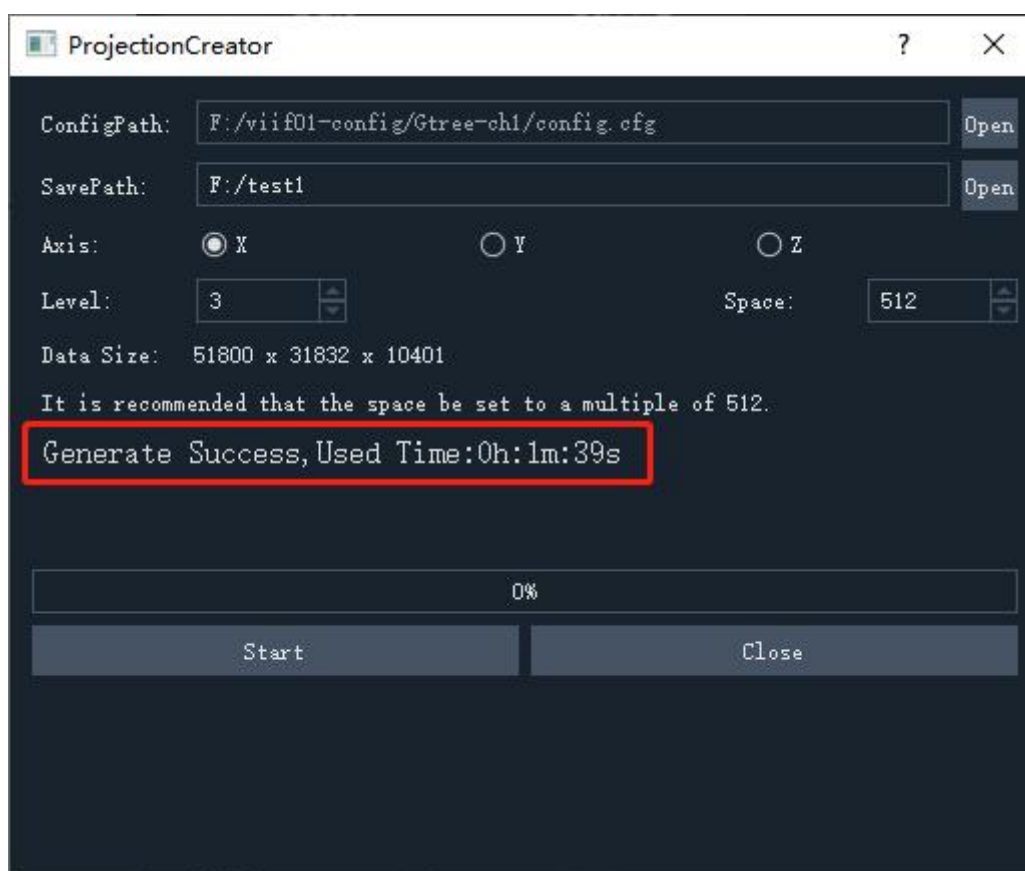 ProjectionCreator ?
ConfigPath: F:/viif01-config/Gtree-ch1/config.cfg Open
SavePath: F:/test1 Open
Axis: X Y Z
Level: 3 Space: 512
Data Size: 51800 x 31832 x 10401
It is recommended that the space be set to a multiple of 512.
Generate Success,Used Time:0h:1m:39s
0%
Start Close